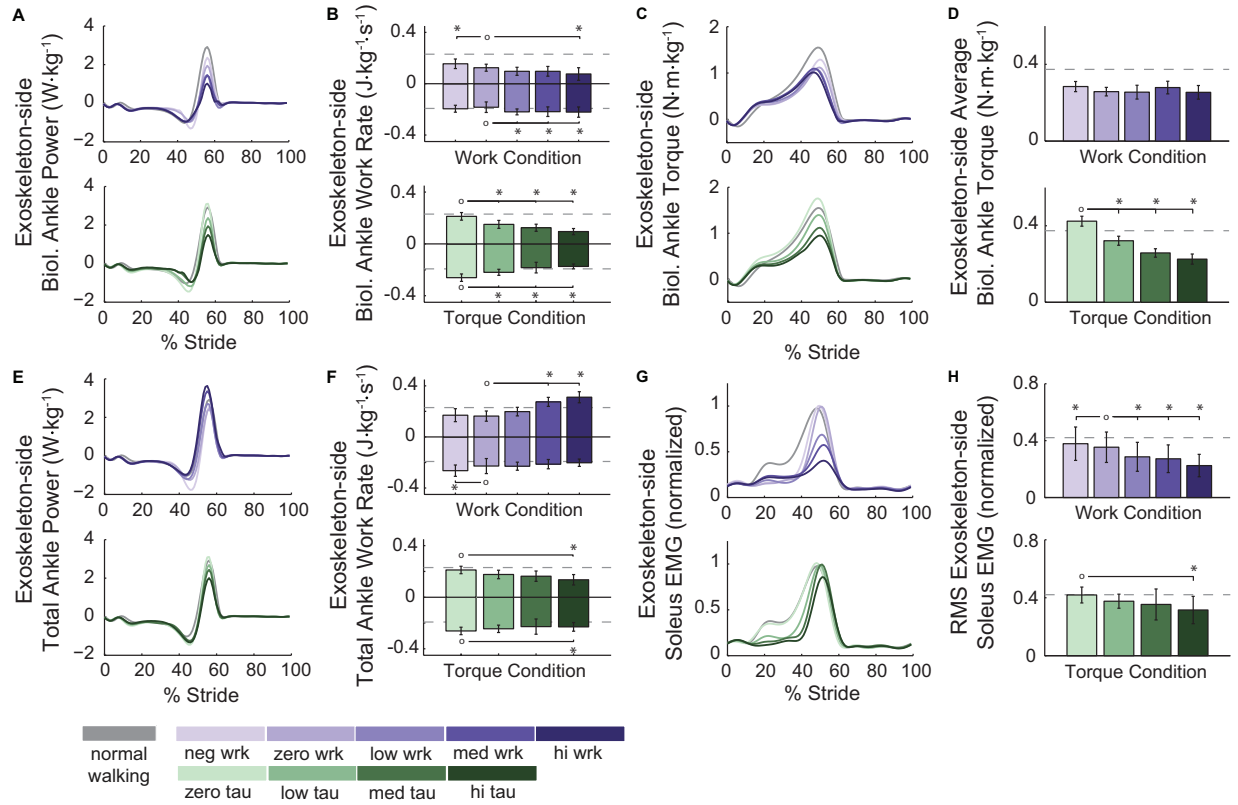 A
Exoskeleton-side
Biol. Ankle Power (W·kg⁻¹)
4
2
0
−2
0 20 40 60 80 100
4
2
0
−2
0 20 40 60 80 100
% Stride
B
Exoskeleton-side
Biol. Ankle Work Rate (J·kg⁻¹·s⁻¹)
* o *
0.4
0
-0.4
o * * *
Work Condition
o * * *
0.4
0
-0.4
o * * *
Torque Condition
C
Exoskeleton-side
Biol. Ankle Torque (N·m·kg⁻¹)
2
1
0
0 20 40 60 80 100
2
1
0
0 20 40 60 80 100
% Stride
D
Exoskeleton-side Average
Biol. Ankle Torque (N·m·kg⁻¹)
0.4
0
Work Condition
o * * *
0.4
0
Torque Condition
E
Exoskeleton-side
Total Ankle Power (W·kg⁻¹)
4
2
0
−2
0 20 40 60 80 100
4
2
0
−2
0 20 40 60 80 100
% Stride
F
Exoskeleton-side
Total Ankle Work Rate (J·kg⁻¹·s⁻¹)
o * *
0.4
0
-0.4
* o
Work Condition
o *
0.4
0
-0.4
o *
Torque Condition
G
Exoskeleton-side
Soleus EMG (normalized)
1
0.5
0
0 20 40 60 80 100
1
0.5
0
0 20 40 60 80 100
% Stride
H
RMS Exoskeleton-side
Soleus EMG (normalized)
0.8
* o * * *
0.4
0
Work Condition
0.8
o *
0.4
0
Torque Condition
normal walking
neg wrk zero wrk low wrk med wrk hi wrk
zero tau low tau med tau hi tau